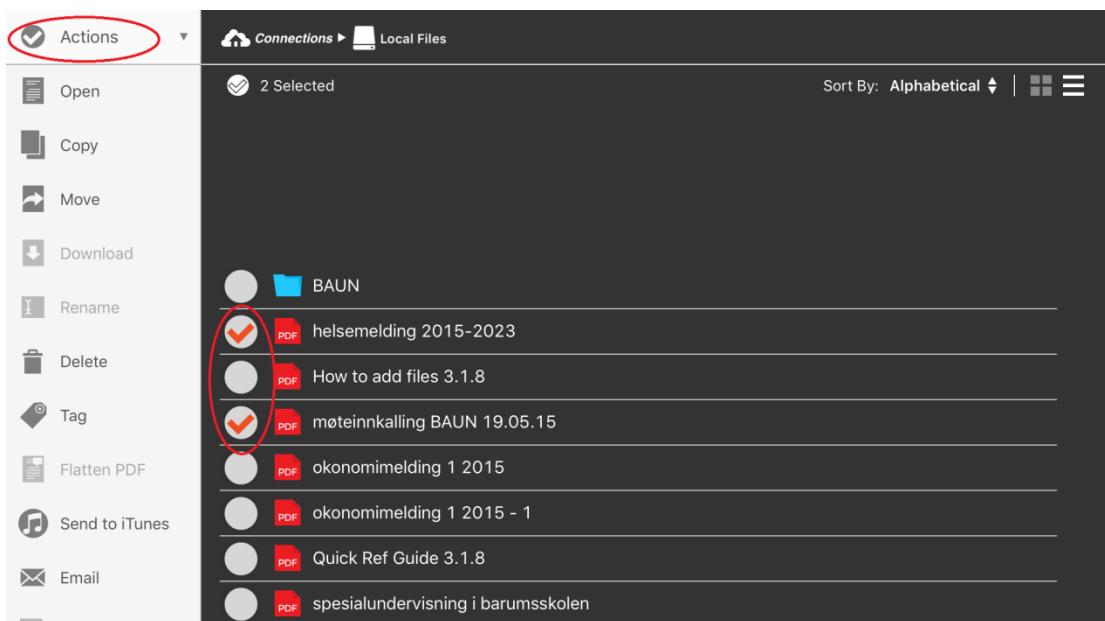 Actions ▼
Open
Copy
Move
Download
Rename
Delete
Tag
Flatten PDF
Send to iTunes
Email
Connections ▶ Local Files
2 Selected
Sort By: Alphabetical
BAUN
PDF helsemelding 2015-2023
PDF How to add files 3.1.8
PDF møteinnkalling BAUN 19.05.15
PDF okonomimelding 1 2015
PDF okonomimelding 1 2015 - 1
PDF Quick Ref Guide 3.1.8
PDF spesialundervisning i barumsskolen